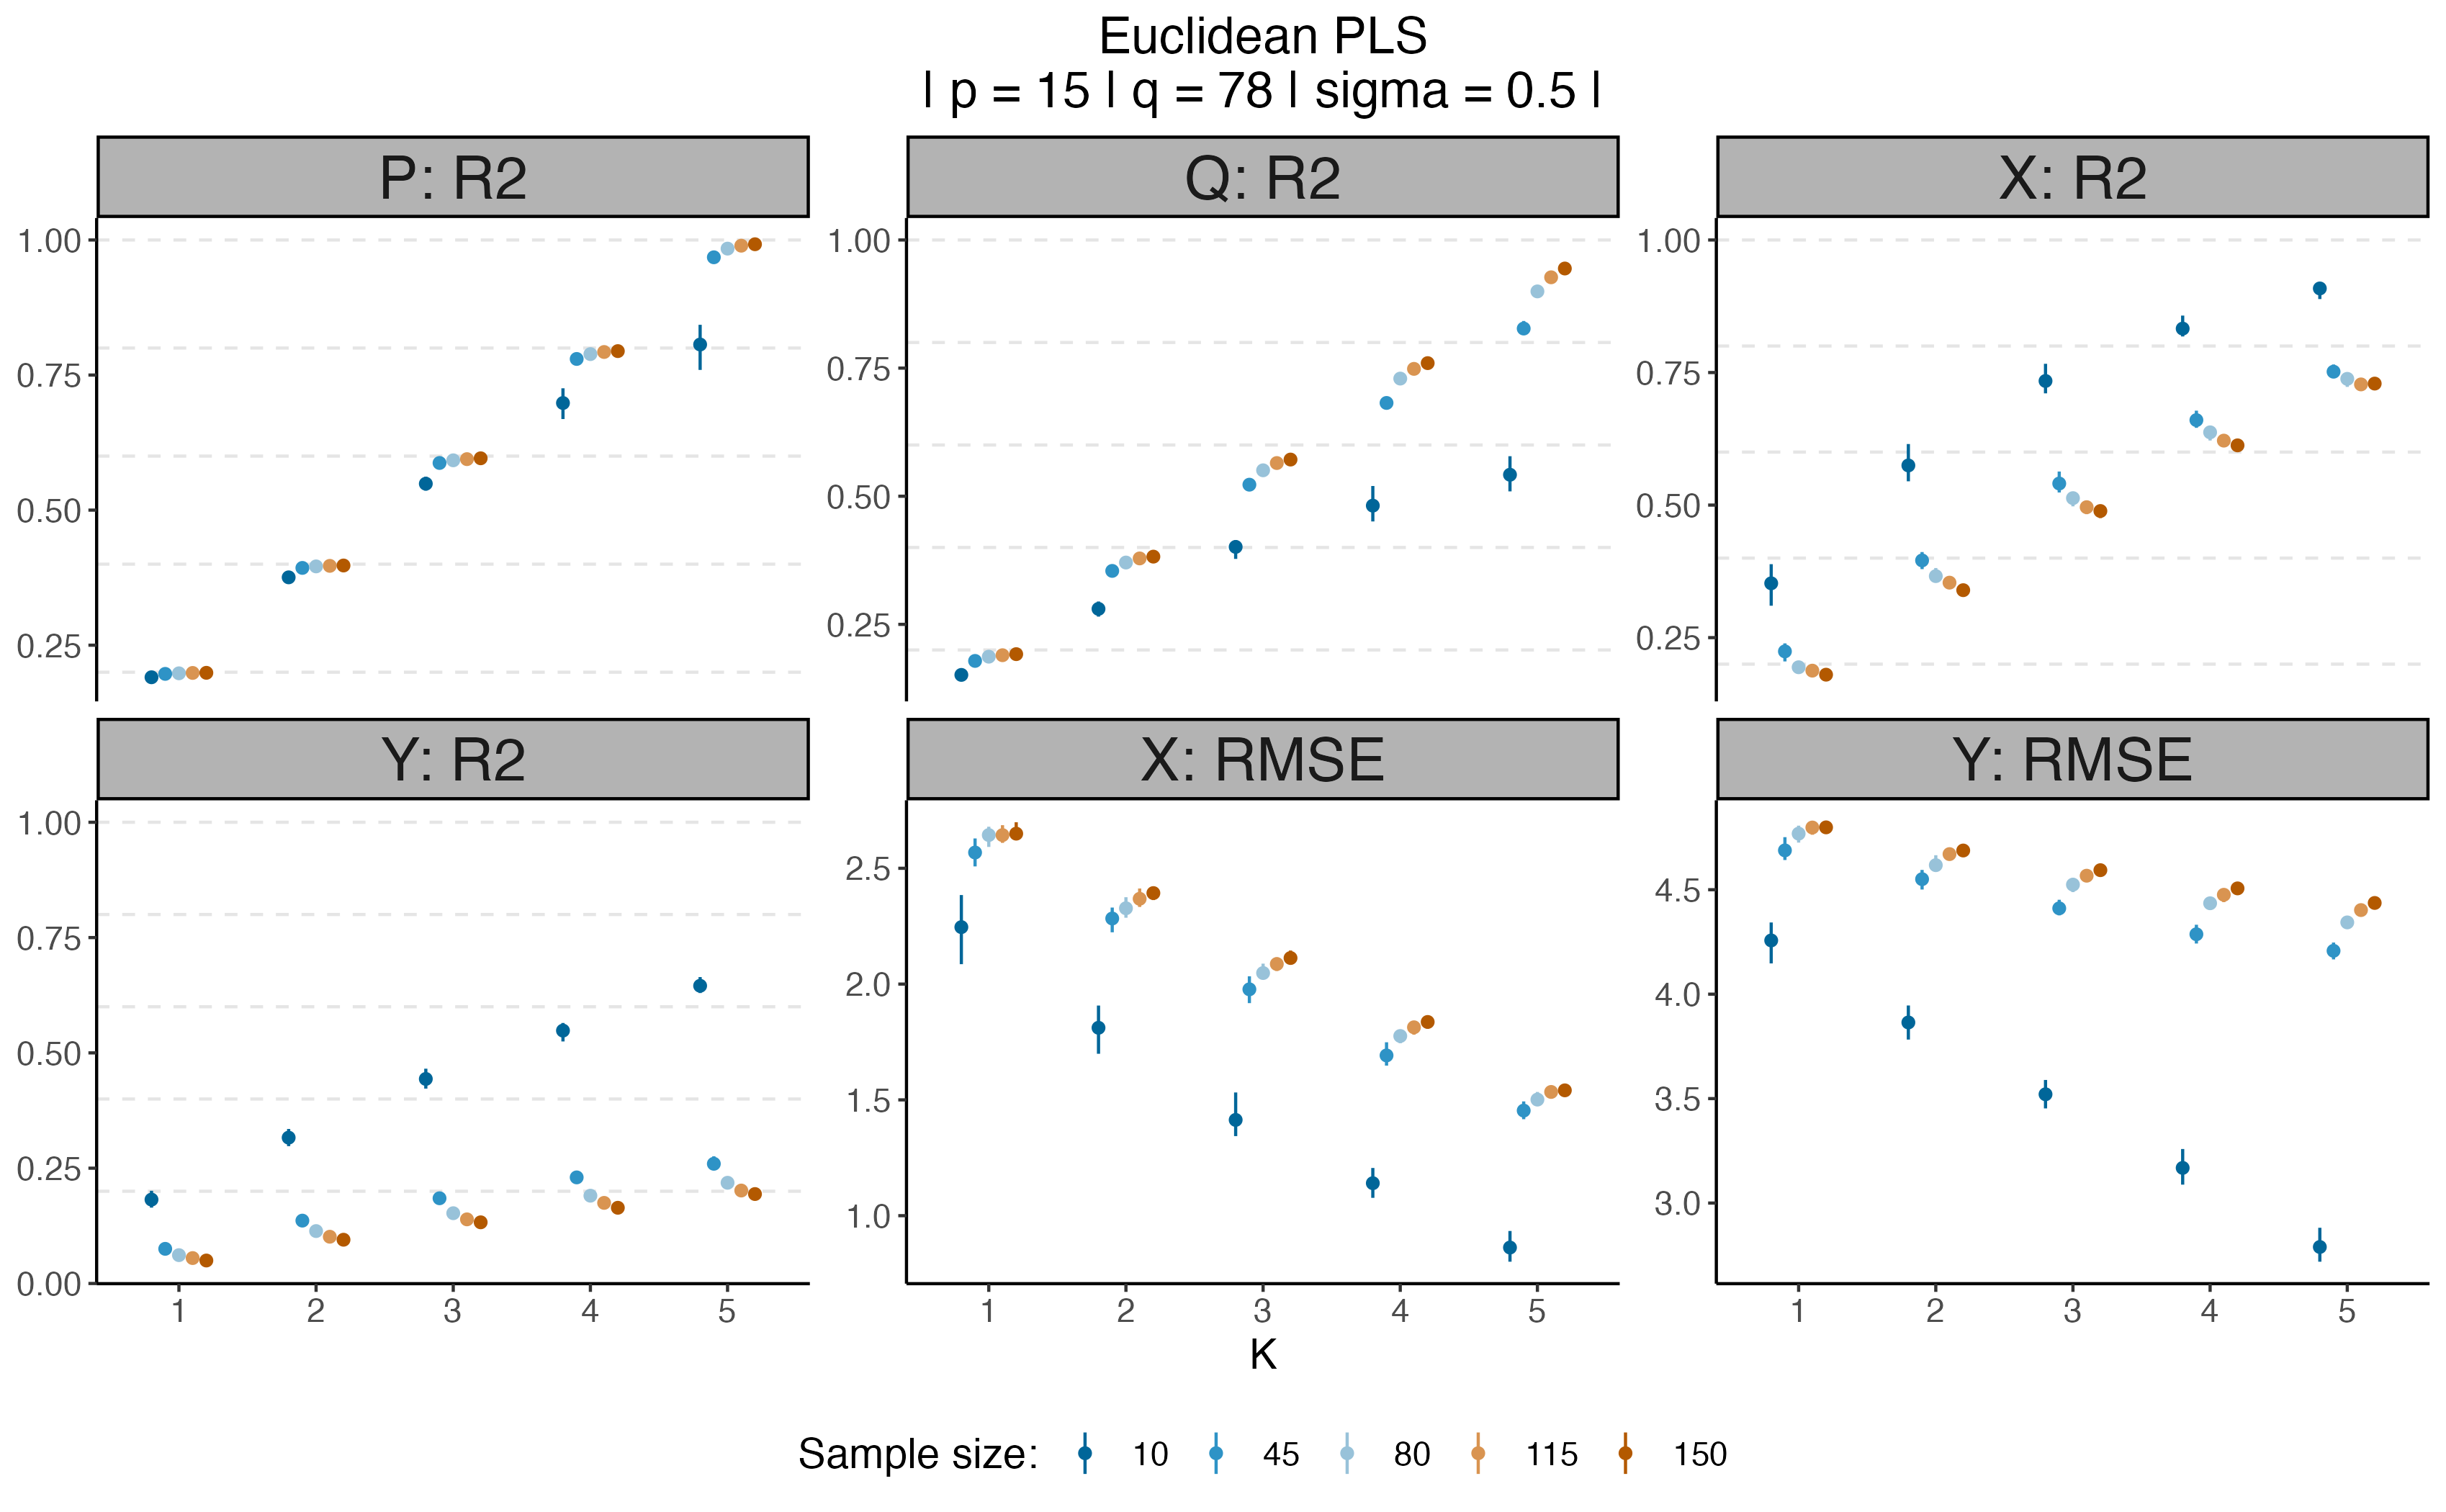 Euclidean PLS
| p = 15 | q = 78 | sigma = 0.5 |
P: R2
Q: R2
X: R2
1.00
0.75
0.50
0.25
1.00
0.75
0.50
0.25
1.00
0.75
0.50
0.25
Y: R2
X: RMSE
Y: RMSE
1.00
0.75
0.50
0.25
0.00
2.5
2.0
1.5
1.0
4.5
4.0
3.5
3.0
1 2 3 4 5
1 2 3 4 5
1 2 3 4 5
K
Sample size: 10 45 80 115 150